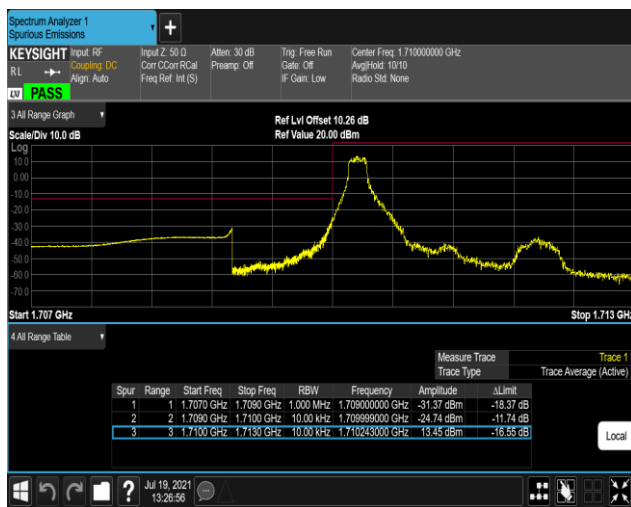 Spectrum Analyzer 1
Spurious Emissions
+
KEYSIGHT Input: RF Input Z: 50 Ω Atten: 30 dB Trig: Free Run Center Freq: 1.710000000 GHz
RL Coupling: DC Corr CCorr RCal Preamp: Off Gate: Off Avg|Hold: 10/10
Align: Auto Freq Ref: Int (S) IF Gain: Low Radio Std: None
LXI PASS
3 All Range Graph
Ref Lvl Offset 10.26 dB
Scale/Div 10.0 dB Ref Value 20.00 dBm
Log
10.0
0.00
-10.0
-20.0
-30.0
-40.0
-50.0
-60.0
-70.0
Start 1.707 GHz Stop 1.713 GHz
4 All Range Table
Measure Trace Trace 1
Trace Type Trace Average (Active)
Spur Range Start Freq Stop Freq RBW Frequency Amplitude ΔLimit
1 1 1.7070 GHz 1.7090 GHz 1.000 MHz 1.709000000 GHz -31.37 dBm -18.37 dB
2 2 1.7090 GHz 1.7100 GHz 10.00 kHz 1.709999000 GHz -24.74 dBm -11.74 dB
3 3 1.7100 GHz 1.7130 GHz 10.00 kHz 1.710243000 GHz 13.45 dBm -16.55 dB
Local
? Jul 19, 2021
13:26:56